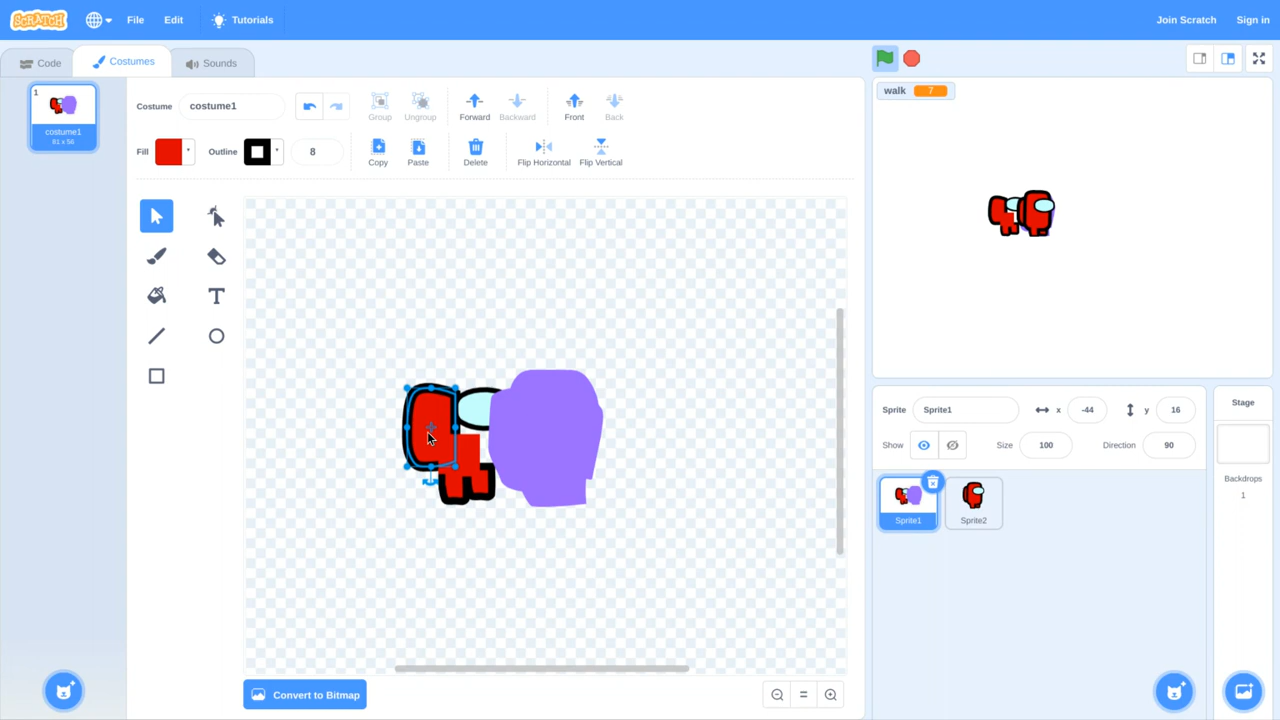 SCRATCH File Edit Tutorials Join Scratch Sign in
Code Costumes Sounds
1
costume1
81 x 56
Costume costume1
Group Ungroup Forward Backward Front Back
Fill Outline 8
Copy Paste Delete Flip Horizontal Flip Vertical
T
Convert to Bitmap
walk 7
Sprite Sprite1 x -44 y 16
Show Size 100 Direction 90
Sprite1 Sprite2
Stage
Backdrops
1